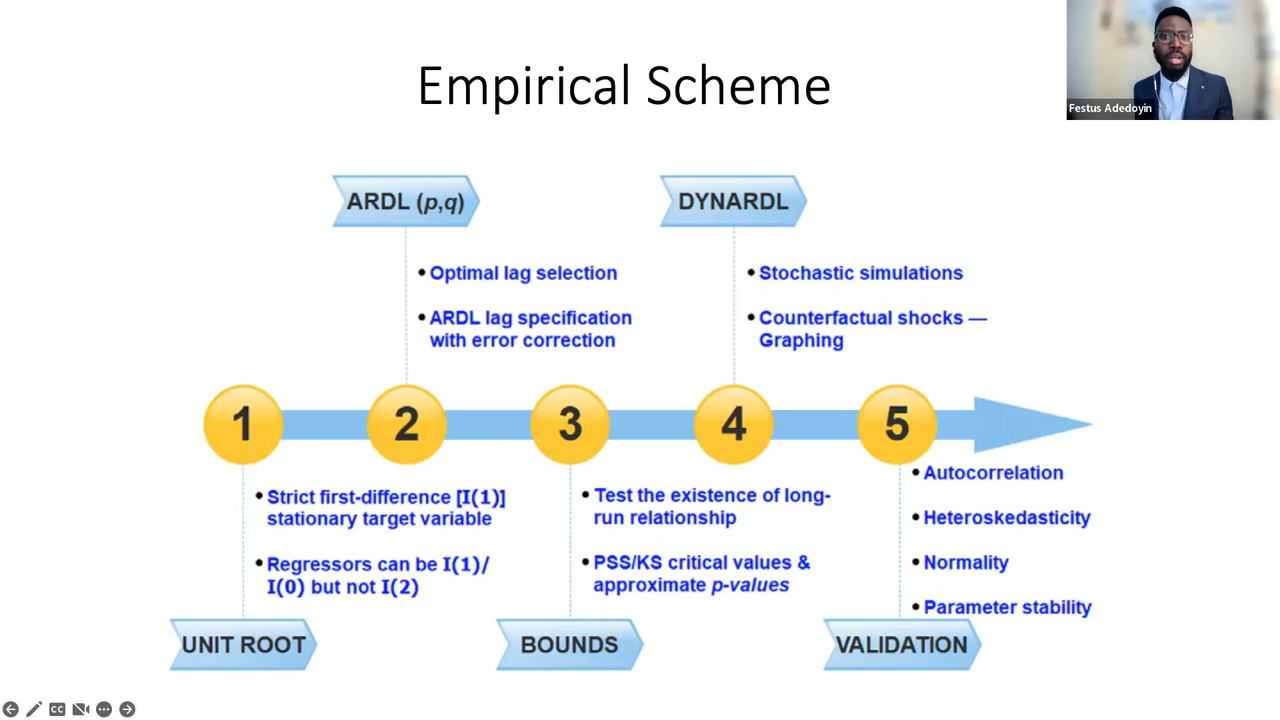 Empirical Scheme
Festus Adedoyin
ARDL (p,q)
• Optimal lag selection
• ARDL lag specification
with error correction
DYNARDL
• Stochastic simulations
• Counterfactual shocks —
Graphing
1
2
3
4
5
• Strict first-difference [I(1)]
stationary target variable
• Regressors can be I(1)/
I(0) but not I(2)
UNIT ROOT
• Test the existence of long-
run relationship
• PSS/KS critical values &
approximate p-values
BOUNDS
• Autocorrelation
• Heteroskedasticity
• Normality
• Parameter stability
VALIDATION
CC